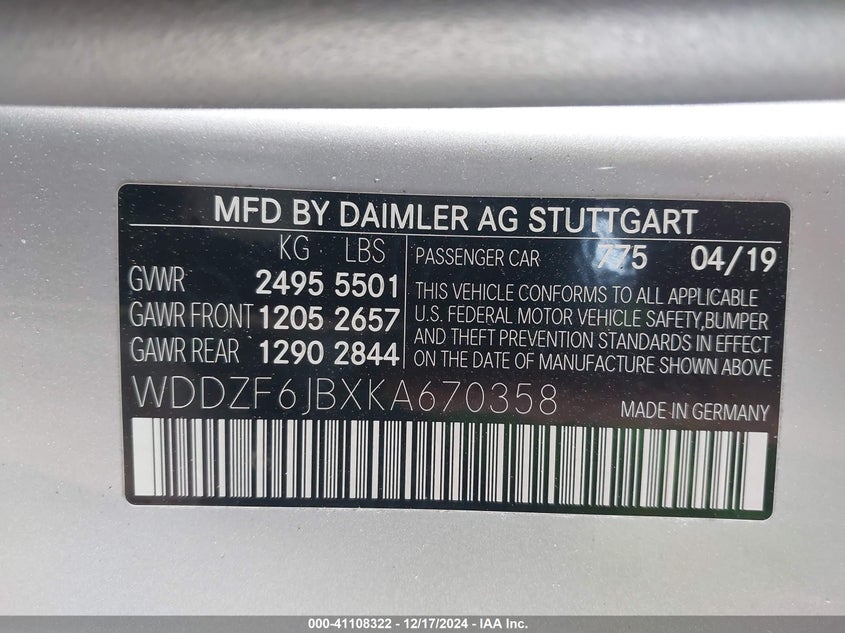 MFD BY DAIMLER AG STUTTGART
KG LBS
GVWR 2495 5501
GAWR FRONT 1205 2657
GAWR REAR 1290 2844
PASSENGER CAR 775 04/19
THIS VEHICLE CONFORMS TO ALL APPLICABLE
U.S. FEDERAL MOTOR VEHICLE SAFETY,BUMPER
AND THEFT PREVENTION STANDARDS IN EFFECT
ON THE DATE OF MANUFACTURE SHOWN ABOVE
WDDZF6JBXKA670358
MADE IN GERMANY
000-41108322 - 12/17/2024 - IAA Inc.